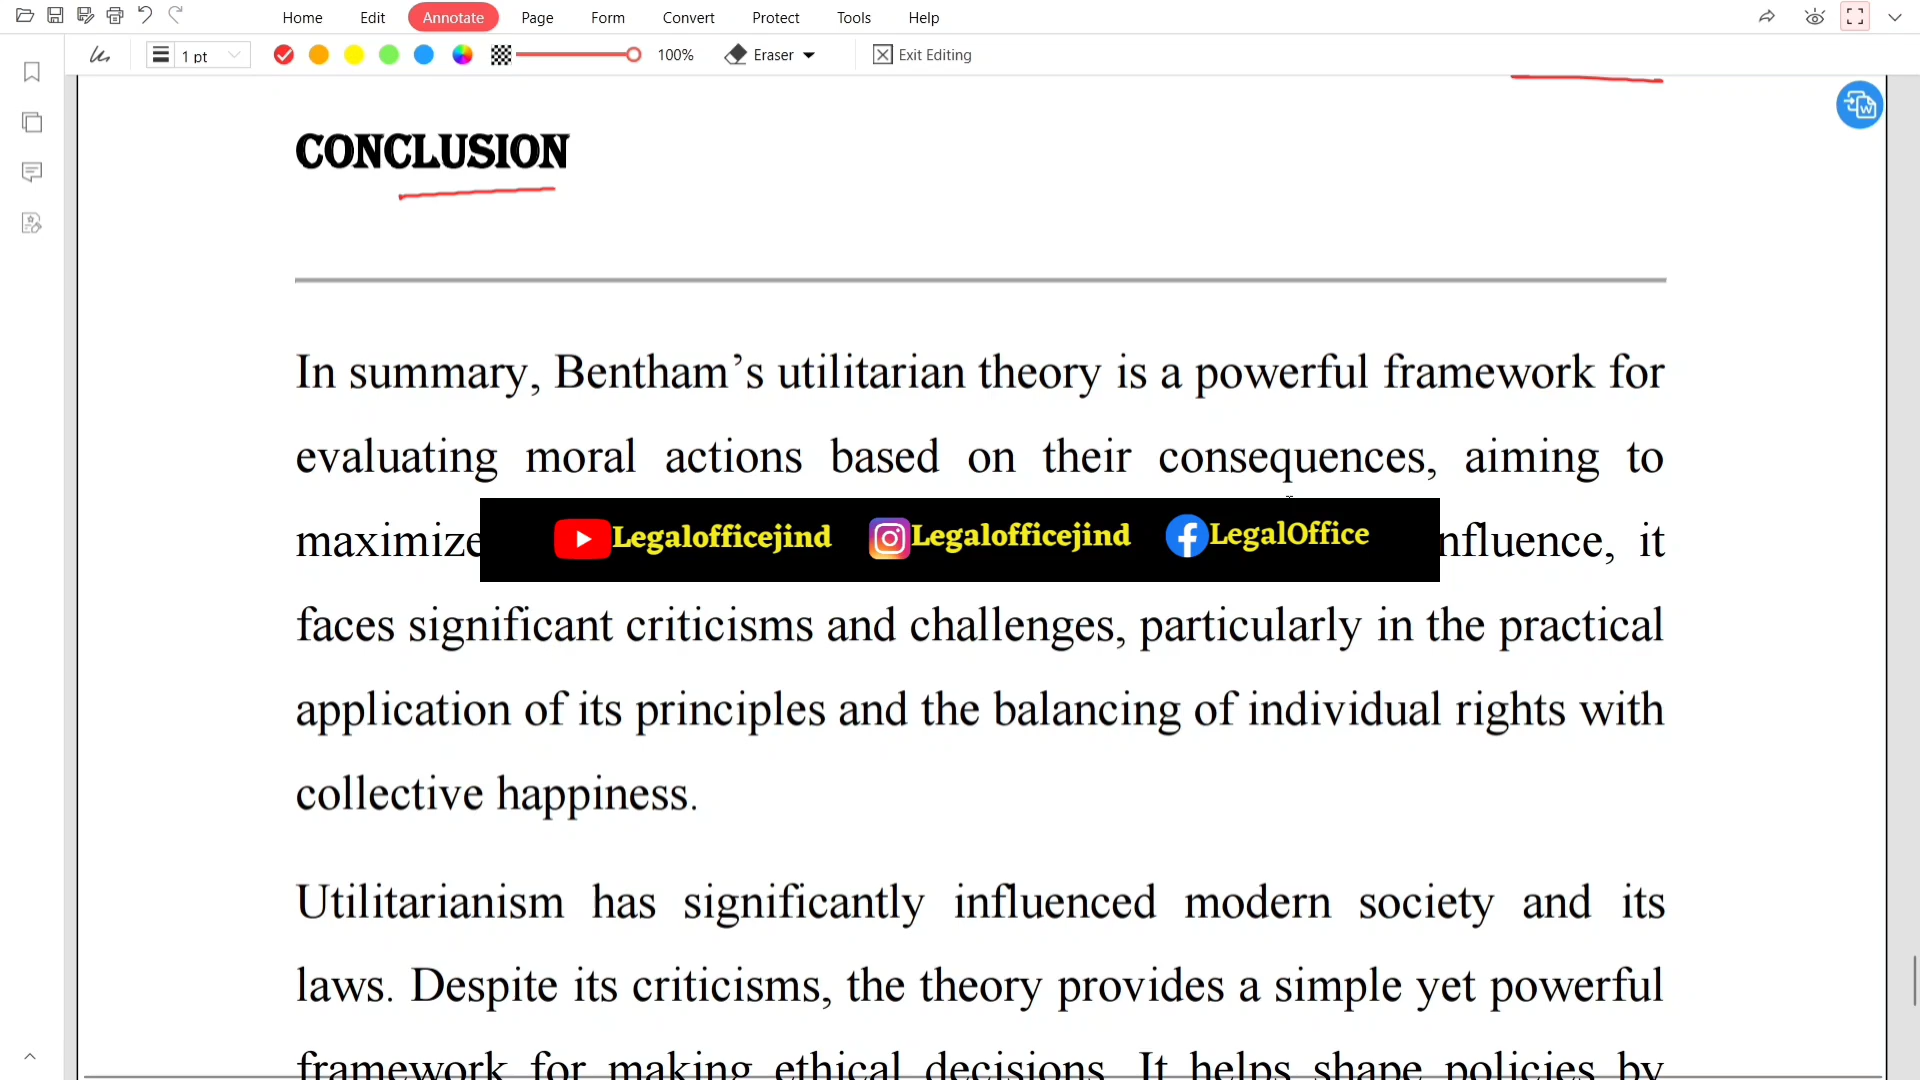 Home Edit Annotate Page Form Convert Protect Tools Help
1 pt 100% Eraser Exit Editing
CONCLUSION
In summary, Bentham’s utilitarian theory is a powerful framework for
evaluating moral actions based on their consequences, aiming to
maximize nfluence, it
Legalofficejind Legalofficejind LegalOffice
faces significant criticisms and challenges, particularly in the practical
application of its principles and the balancing of individual rights with
collective happiness.
Utilitarianism has significantly influenced modern society and its
laws. Despite its criticisms, the theory provides a simple yet powerful
framework for making ethical decisions. It helps shape policies by